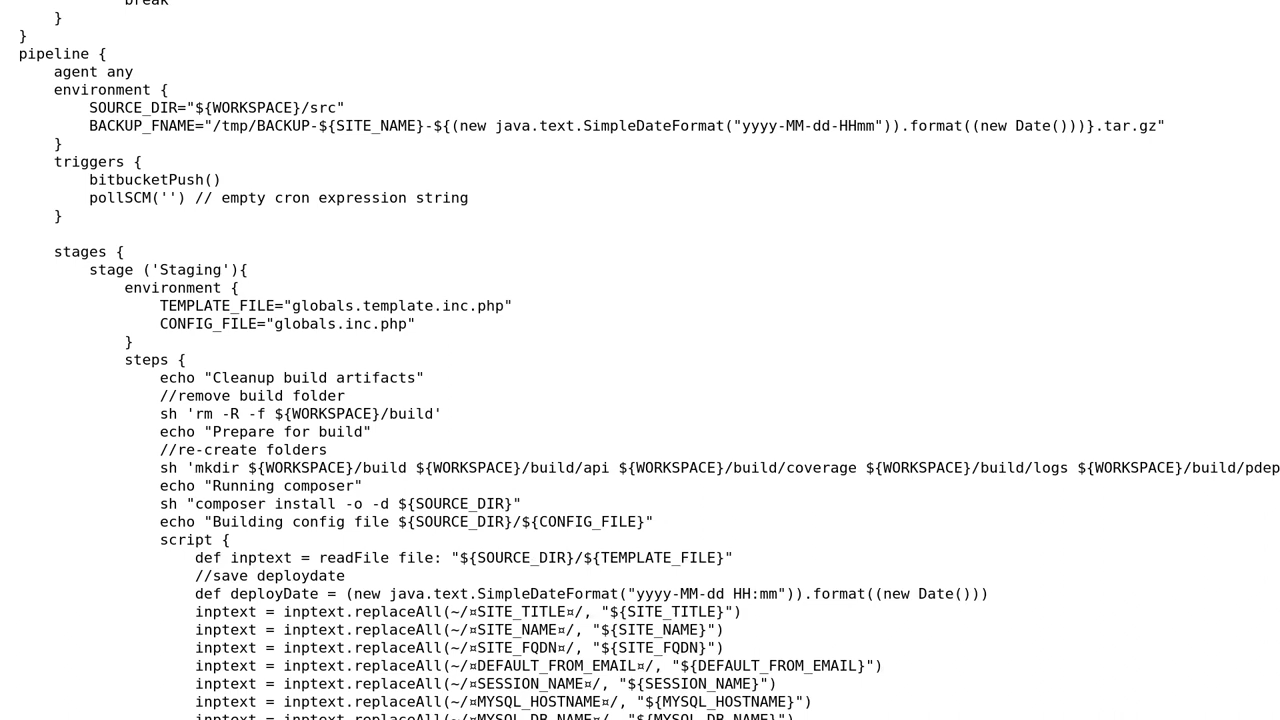 break
    }
}
pipeline {
    agent any
    environment {
        SOURCE_DIR="${WORKSPACE}/src"
        BACKUP_FNAME="/tmp/BACKUP-${SITE_NAME}-${(new java.text.SimpleDateFormat("yyyy-MM-dd-HHmm")).format((new Date()))}.tar.gz"
    }
    triggers {
        bitbucketPush()
        pollSCM('') // empty cron expression string
    }

    stages {
        stage ('Staging'){
            environment {
                TEMPLATE_FILE="globals.template.inc.php"
                CONFIG_FILE="globals.inc.php"
            }
            steps {
                echo "Cleanup build artifacts"
                //remove build folder
                sh 'rm -R -f ${WORKSPACE}/build'
                echo "Prepare for build"
                //re-create folders
                sh 'mkdir ${WORKSPACE}/build ${WORKSPACE}/build/api ${WORKSPACE}/build/coverage ${WORKSPACE}/build/logs ${WORKSPACE}/build/pdep
                echo "Running composer"
                sh "composer install -o -d ${SOURCE_DIR}"
                echo "Building config file ${SOURCE_DIR}/${CONFIG_FILE}"
                script {
                    def inptext = readFile file: "${SOURCE_DIR}/${TEMPLATE_FILE}"
                    //save deploydate
                    def deployDate = (new java.text.SimpleDateFormat("yyyy-MM-dd HH:mm")).format((new Date()))
                    inptext = inptext.replaceAll(~/¤SITE_TITLE¤/, "${SITE_TITLE}")
                    inptext = inptext.replaceAll(~/¤SITE_NAME¤/, "${SITE_NAME}")
                    inptext = inptext.replaceAll(~/¤SITE_FQDN¤/, "${SITE_FQDN}")
                    inptext = inptext.replaceAll(~/¤DEFAULT_FROM_EMAIL¤/, "${DEFAULT_FROM_EMAIL}")
                    inptext = inptext.replaceAll(~/¤SESSION_NAME¤/, "${SESSION_NAME}")
                    inptext = inptext.replaceAll(~/¤MYSQL_HOSTNAME¤/, "${MYSQL_HOSTNAME}")
                    inptext = inptext.replaceAll(~/¤MYSQL_DB_NAME¤/, "${MYSQL_DB_NAME}")